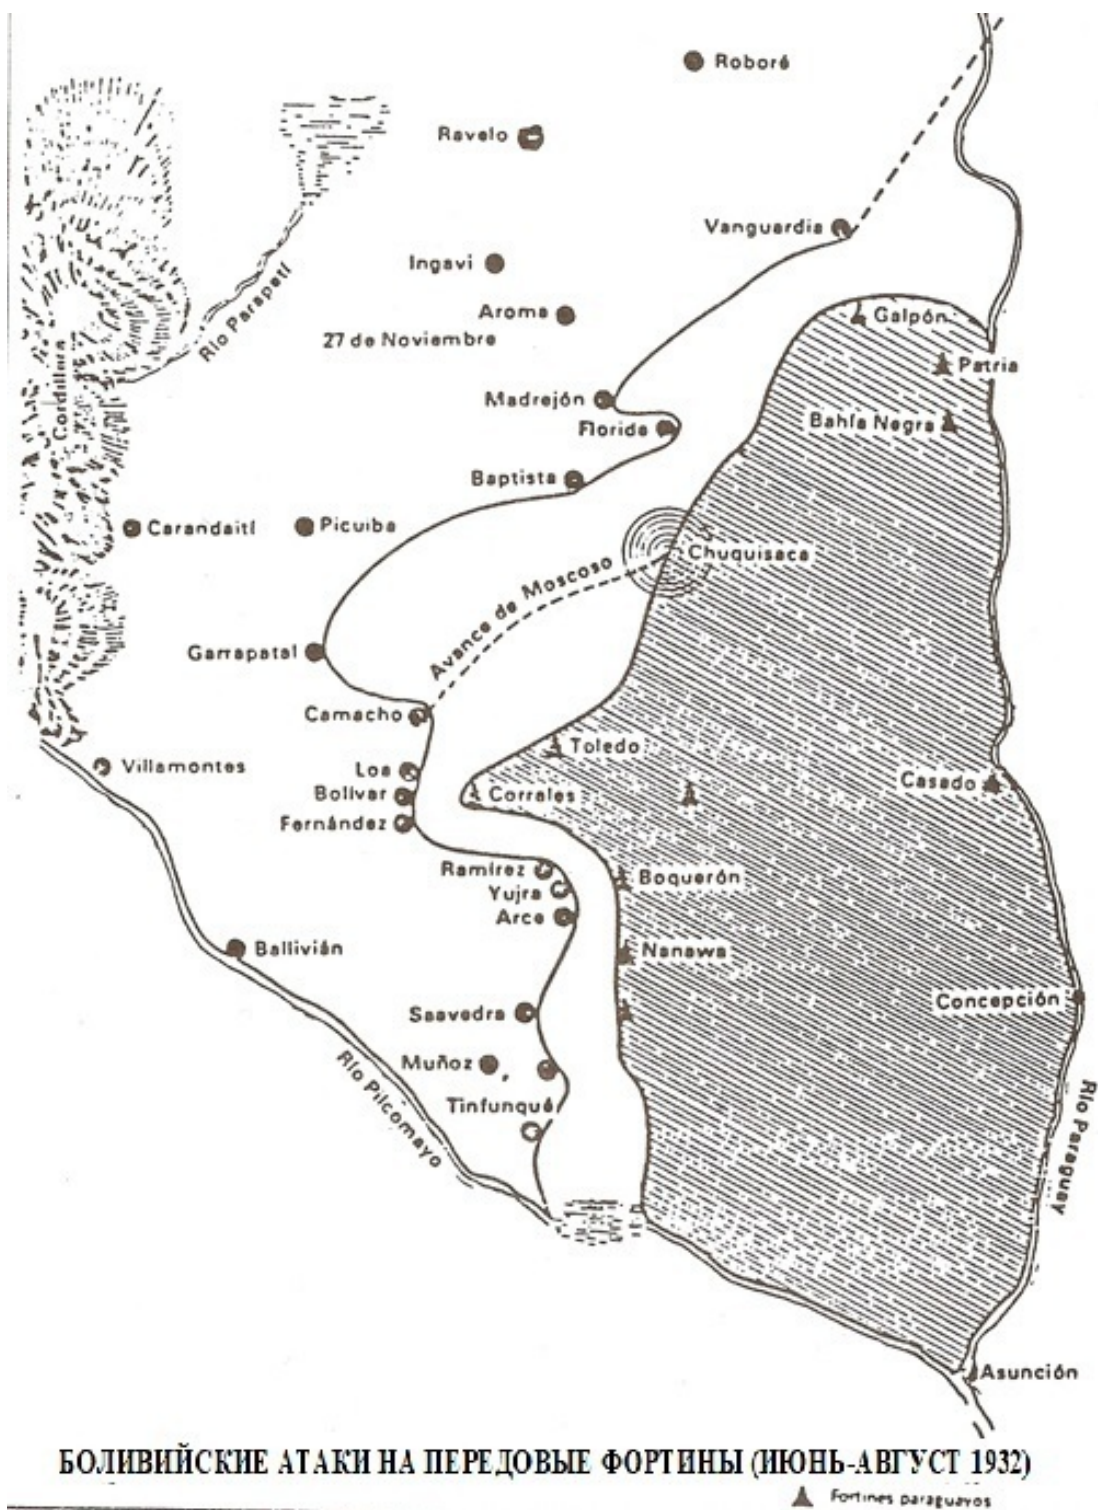 Roboré
Ravelo
Vanguardia
Ingavi
Río Parapatí
Aroma
Galpón
27 de Noviembre
Patria
Cordillera
Madrejón
Florida
Bahía Negra
Baptista
Carandaití
Picuiba
Chuquisaca
Avance de Moscoso
Garrapatal
Camacho
Toledo
Villamontes
Loa
Casado
Bolívar
Corrales
Fernández
Ramírez
Boquerón
Yujra
Arce
Ballivián
Nanawa
Concepción
Saavedra
Muñoz
Río Pilcomayo
Tinfunqué
Río Paraguay
Asunción
БОЛИВИЙСКИЕ АТАКИ НА ПЕРЕДОВЫЕ ФОРТИНЫ (ИЮНЬ-АВГУСТ 1932)
Fortines paraguayos